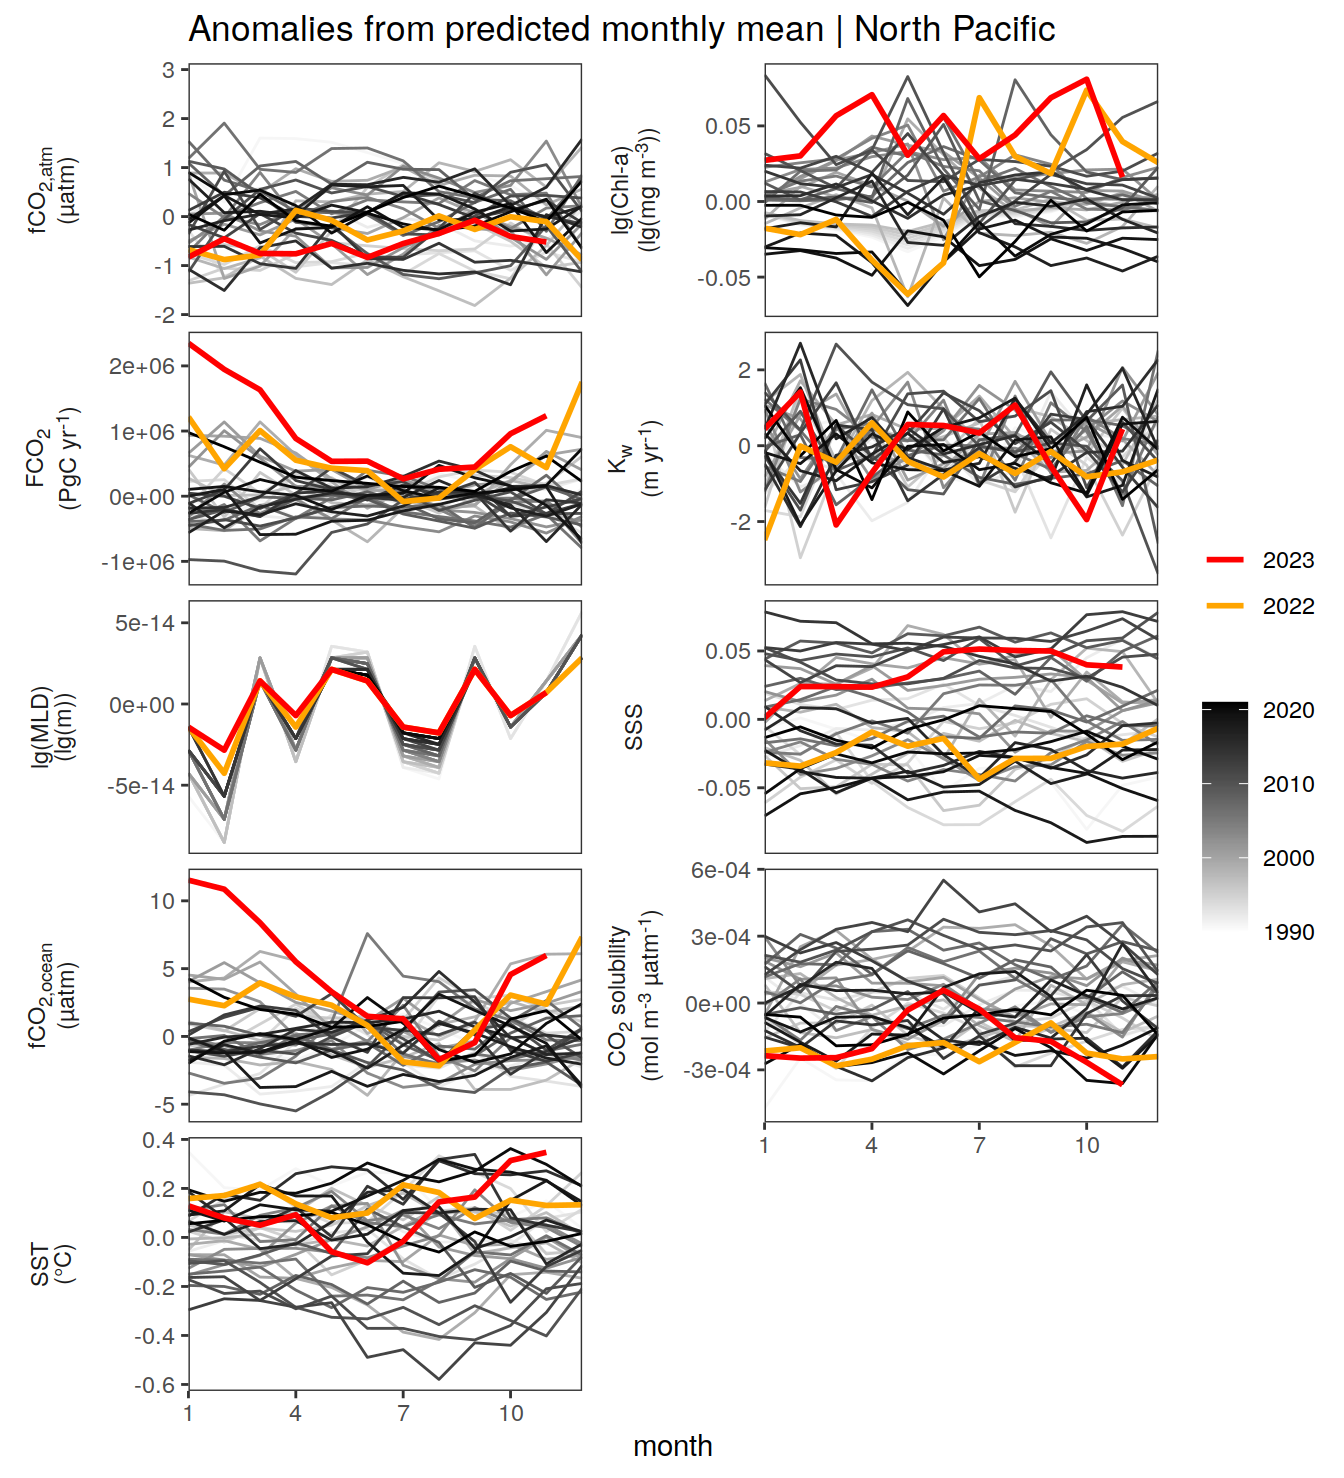 Anomalies from predicted monthly mean | North Pacific
fCO2,atm
(µatm)
3
2
1
0
-1
-2
lg(Chl-a)
(lg(mg m-3))
0.05
0.00
-0.05
FCO2
(PgC yr-1)
2e+06
1e+06
0e+00
-1e+06
Kw
(m yr-1)
2
0
-2
lg(MLD)
(lg(m))
5e-14
0e+00
-5e-14
SSS
0.05
0.00
-0.05
fCO2,ocean
(µatm)
10
5
0
-5
CO2 solubility
(mol m-3 µatm-1)
6e-04
3e-04
0e+00
-3e-04
1 4 7 10
SST
(°C)
0.4
0.2
0.0
-0.2
-0.4
-0.6
1 4 7 10
month
2023
2022
2020
2010
2000
1990